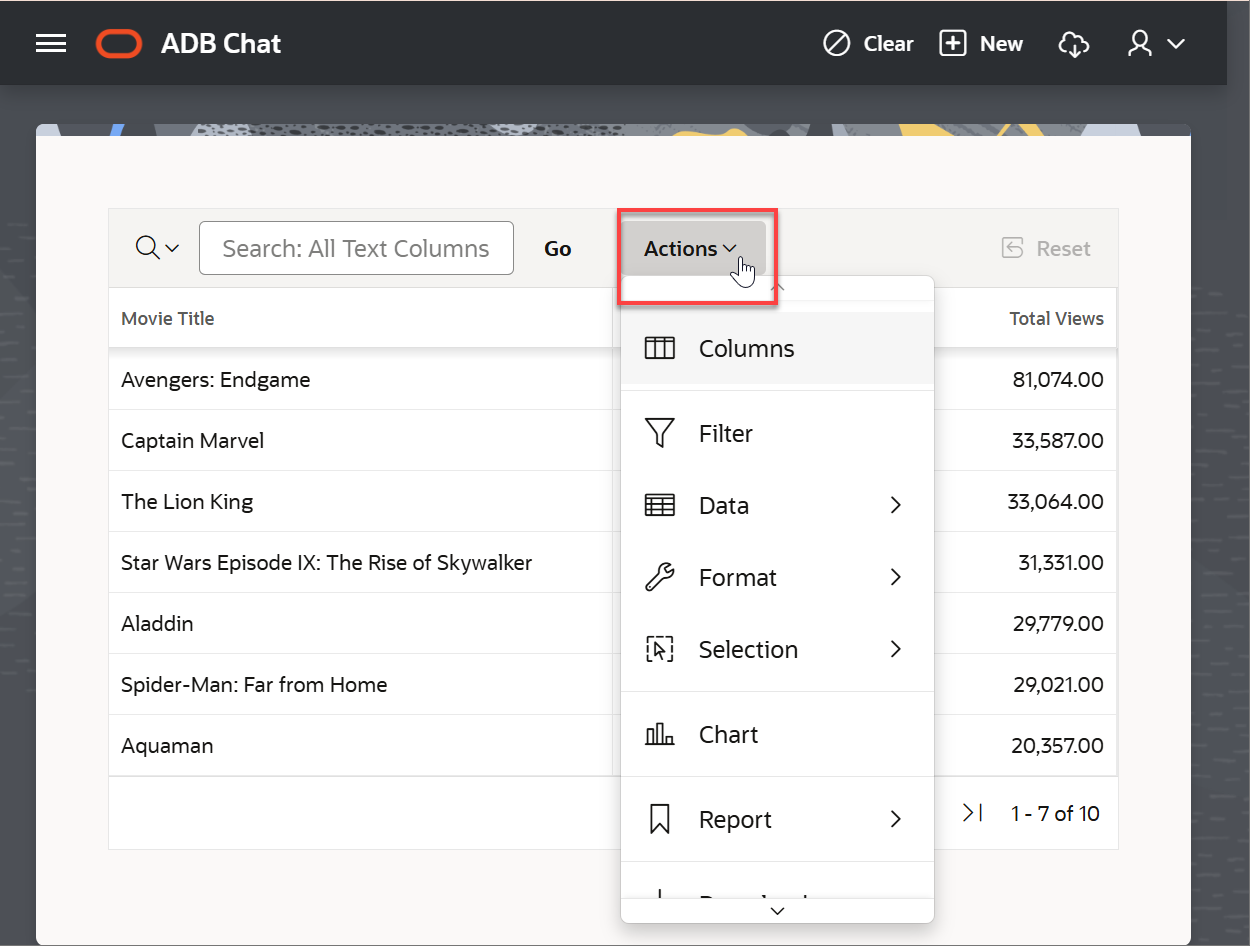 ADB Chat Clear New
Search: All Text Columns Go Actions Reset
Movie Title Total Views
Columns
Avengers: Endgame 81,074.00
Captain Marvel Filter 33,587.00
The Lion King Data 33,064.00
Star Wars Episode IX: The Rise of Skywalker Format 31,331.00
Aladdin Selection 29,779.00
Spider-Man: Far from Home 29,021.00
Aquaman Chart 20,357.00
Report 1 - 7 of 10